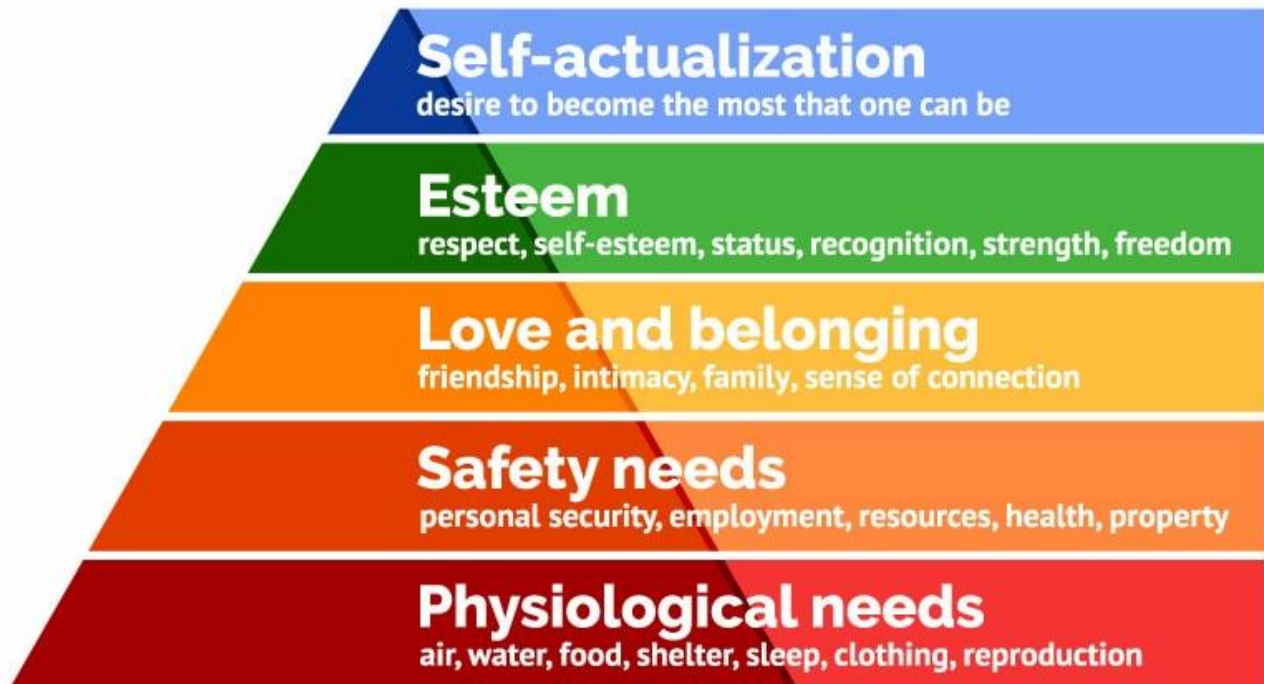 Self-actualization
desire to become the most that one can be
Esteem
respect, self-esteem, status, recognition, strength, freedom
Love and belonging
friendship, intimacy, family, sense of connection
Safety needs
personal security, employment, resources, health, property
Physiological needs
air, water, food, shelter, sleep, clothing, reproduction